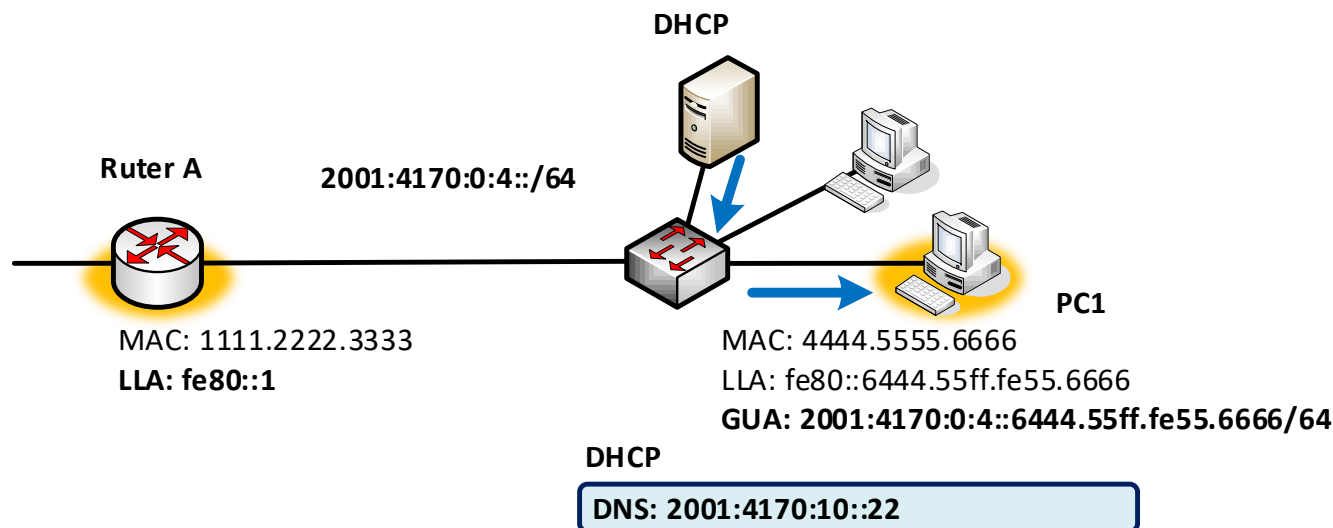 DHCP
Ruter A
2001:4170:0:4::/64
PC1
MAC: 1111.2222.3333
LLA: fe80::1
MAC: 4444.5555.6666
LLA: fe80::6444.55ff.fe55.6666
GUA: 2001:4170:0:4::6444.55ff.fe55.6666/64
DHCP
DNS: 2001:4170:10::22